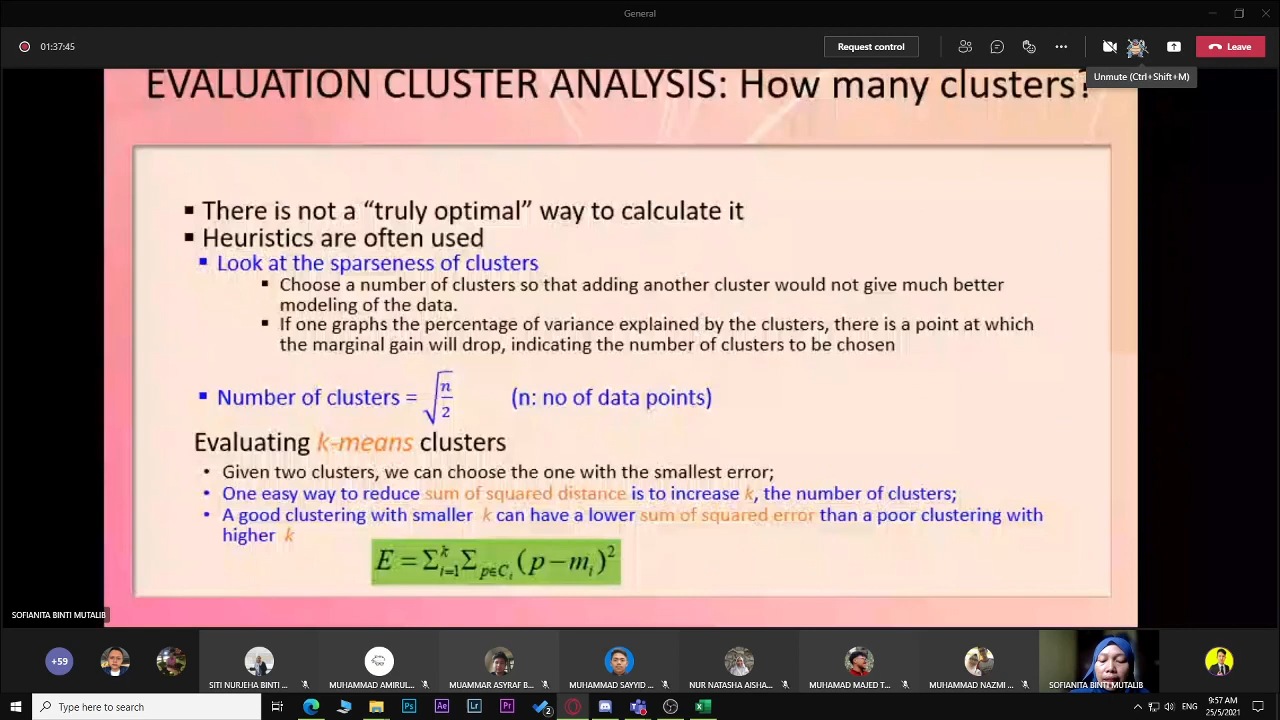 General
01:37:45
Request control
Leave
Unmute (Ctrl+Shift+M)
EVALUATION CLUSTER ANALYSIS: How many clusters?
There is not a “truly optimal” way to calculate it
Heuristics are often used
Look at the sparseness of clusters
Choose a number of clusters so that adding another cluster would not give much better
modeling of the data.
If one graphs the percentage of variance explained by the clusters, there is a point at which
the marginal gain will drop, indicating the number of clusters to be chosen
Number of clusters = √(n/2) (n: no of data points)
Evaluating k-means clusters
Given two clusters, we can choose the one with the smallest error;
One easy way to reduce sum of squared distance is to increase k, the number of clusters;
A good clustering with smaller k can have a lower sum of squared error than a poor clustering with
higher k
E = Σ_{i=1}^{k} Σ_{p∈C_i} (p − m_i)^2
SOFIANITA BINTI MUTALIB
+59
SITI NURJEHA BINTI ...
MUHAMMAD AMIRUL...
MUAMMAR ASYRAF B...
MUHAMMAD SAYYID ...
NUR NATASHA AISHA...
MUHAMAD MAJED T...
MUHAMMAD NAZMI ...
SOFIANITA BINTI MUTALIB
Type here to search
Ps
Ae
Lr
Pr
2
ENG
9:57 AM
25/5/2021